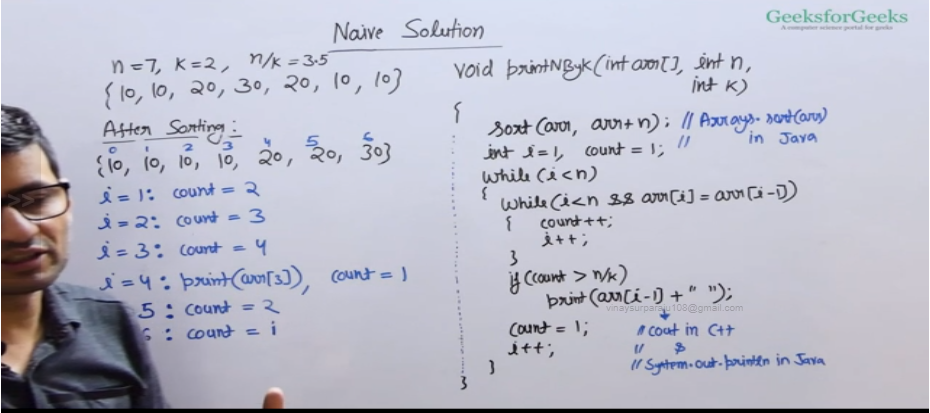 GeeksforGeeks
A computer science portal for geeks
Naive Solution
n=7, k=2, n/k=3.5
{10, 10, 20, 30, 20, 10, 10}
After Sorting:
0 1 2 3 4 5 6
{10, 10, 10, 10, 20, 20, 30}
i=1: count = 2
i=2: count = 3
i=3: count = 4
i=4: print(arr[3]), count = 1
5: count = 2
: count = i
void printNByk(int arr[], int n,
int k)
{
sort(arr, arr+n); // Arrays.sort(arr)
int i=1, count=1; // in Java
while(i<n)
{ while(i<n && arr[i]=arr[i-1])
{ count++;
i++;
}
if(count > n/k)
print(arr[i-1] + " ");
vinaysurparaju108@gmail.com
count = 1; // cout in C++
i++; // &
// System.out.println in Java
}
}